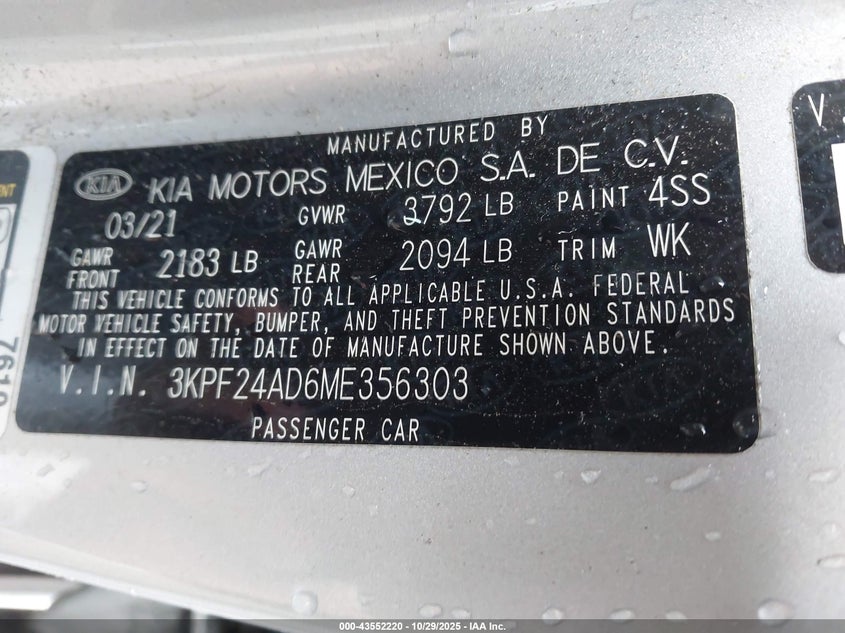 MANUFACTURED BY
KIA KIA MOTORS MEXICO S.A. DE C.V.
03/21 GVWR 3792 LB PAINT 4SS
GAWR FRONT 2183 LB GAWR REAR 2094 LB TRIM WK
THIS VEHICLE CONFORMS TO ALL APPLICABLE U.S.A. FEDERAL
MOTOR VEHICLE SAFETY, BUMPER, AND THEFT PREVENTION STANDARDS
IN EFFECT ON THE DATE OF MANUFACTURE SHOWN ABOVE.
V.I.N. 3KPF24AD6ME356303
PASSENGER CAR
V.
000-43552220 - 10/29/2025 - IAA Inc.